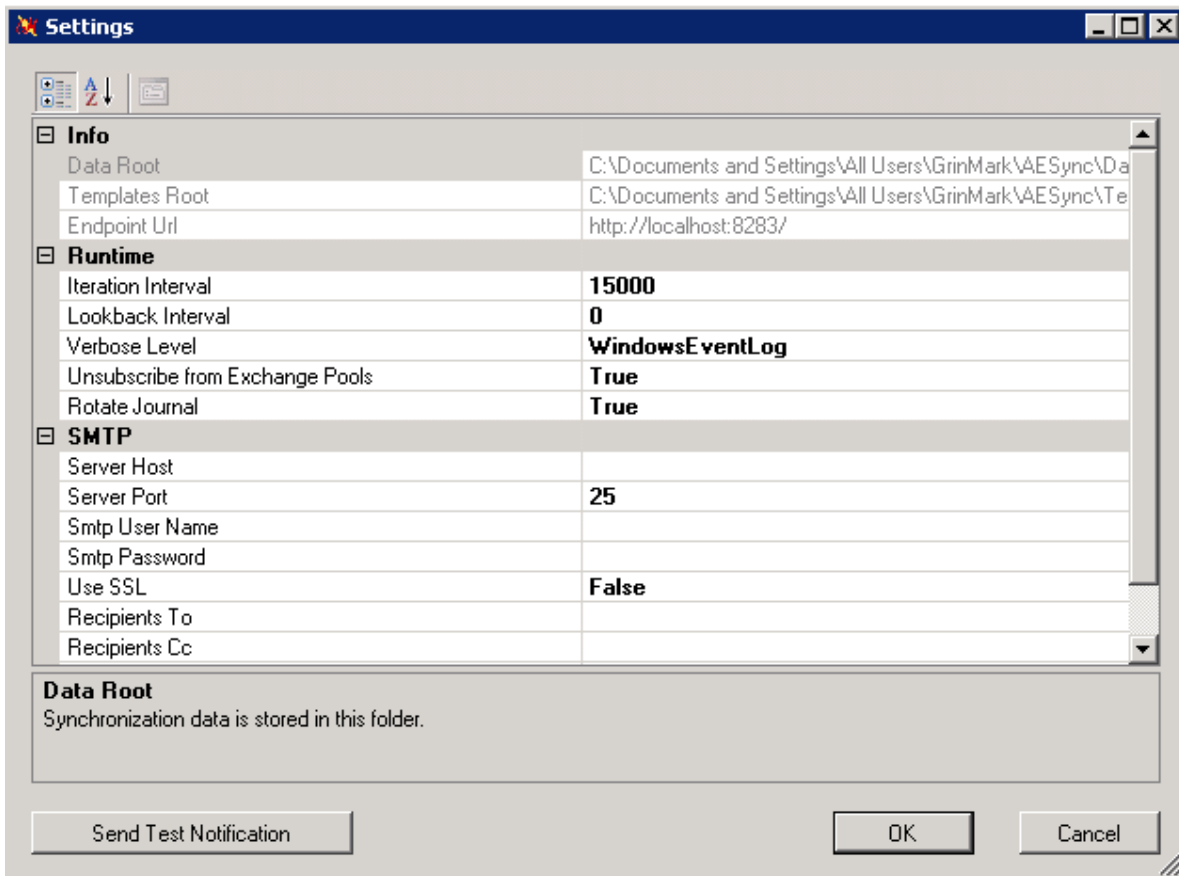 Settings
Info
Data Root C:\Documents and Settings\All Users\GrinMark\AESync\Da
Templates Root C:\Documents and Settings\All Users\GrinMark\AESync\Te
Endpoint Url http://localhost:8283/
Runtime
Iteration Interval 15000
Lookback Interval 0
Verbose Level WindowsEventLog
Unsubscribe from Exchange Pools True
Rotate Journal True
SMTP
Server Host
Server Port 25
Smtp User Name
Smtp Password
Use SSL False
Recipients To
Recipients Cc
Data Root
Synchronization data is stored in this folder.
Send Test Notification OK Cancel